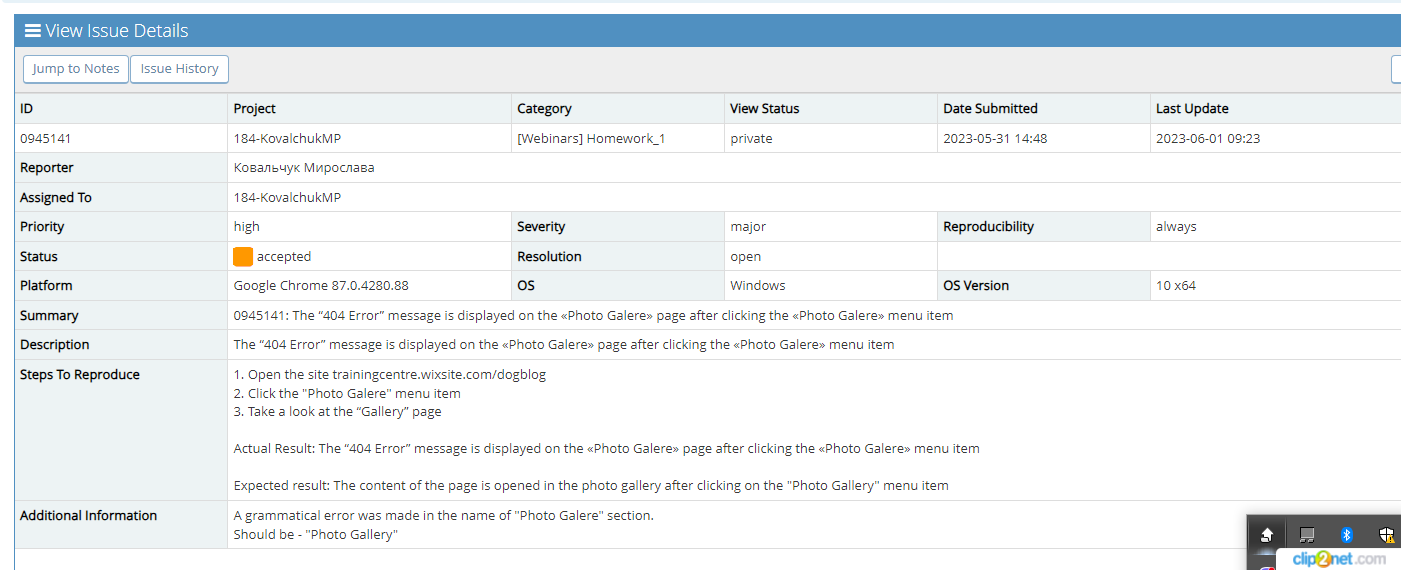 View Issue Details
Jump to Notes Issue History
ID Project Category View Status Date Submitted Last Update
0945141 184-KovalchukMP [Webinars] Homework_1 private 2023-05-31 14:48 2023-06-01 09:23
Reporter Ковальчук Мирослава
Assigned To 184-KovalchukMP
Priority high Severity major Reproducibility always
Status accepted Resolution open
Platform Google Chrome 87.0.4280.88 OS Windows OS Version 10 x64
Summary 0945141: The “404 Error” message is displayed on the «Photo Galere» page after clicking the «Photo Galere» menu item
Description The “404 Error” message is displayed on the «Photo Galere» page after clicking the «Photo Galere» menu item
Steps To Reproduce 1. Open the site trainingcentre.wixsite.com/dogblog
2. Click the "Photo Galere" menu item
3. Take a look at the “Gallery” page
Actual Result: The “404 Error” message is displayed on the «Photo Galere» page after clicking the «Photo Galere» menu item
Expected result: The content of the page is opened in the photo gallery after clicking on the "Photo Gallery" menu item
Additional Information A grammatical error was made in the name of "Photo Galere" section.
Should be - "Photo Gallery"
clip2net.com